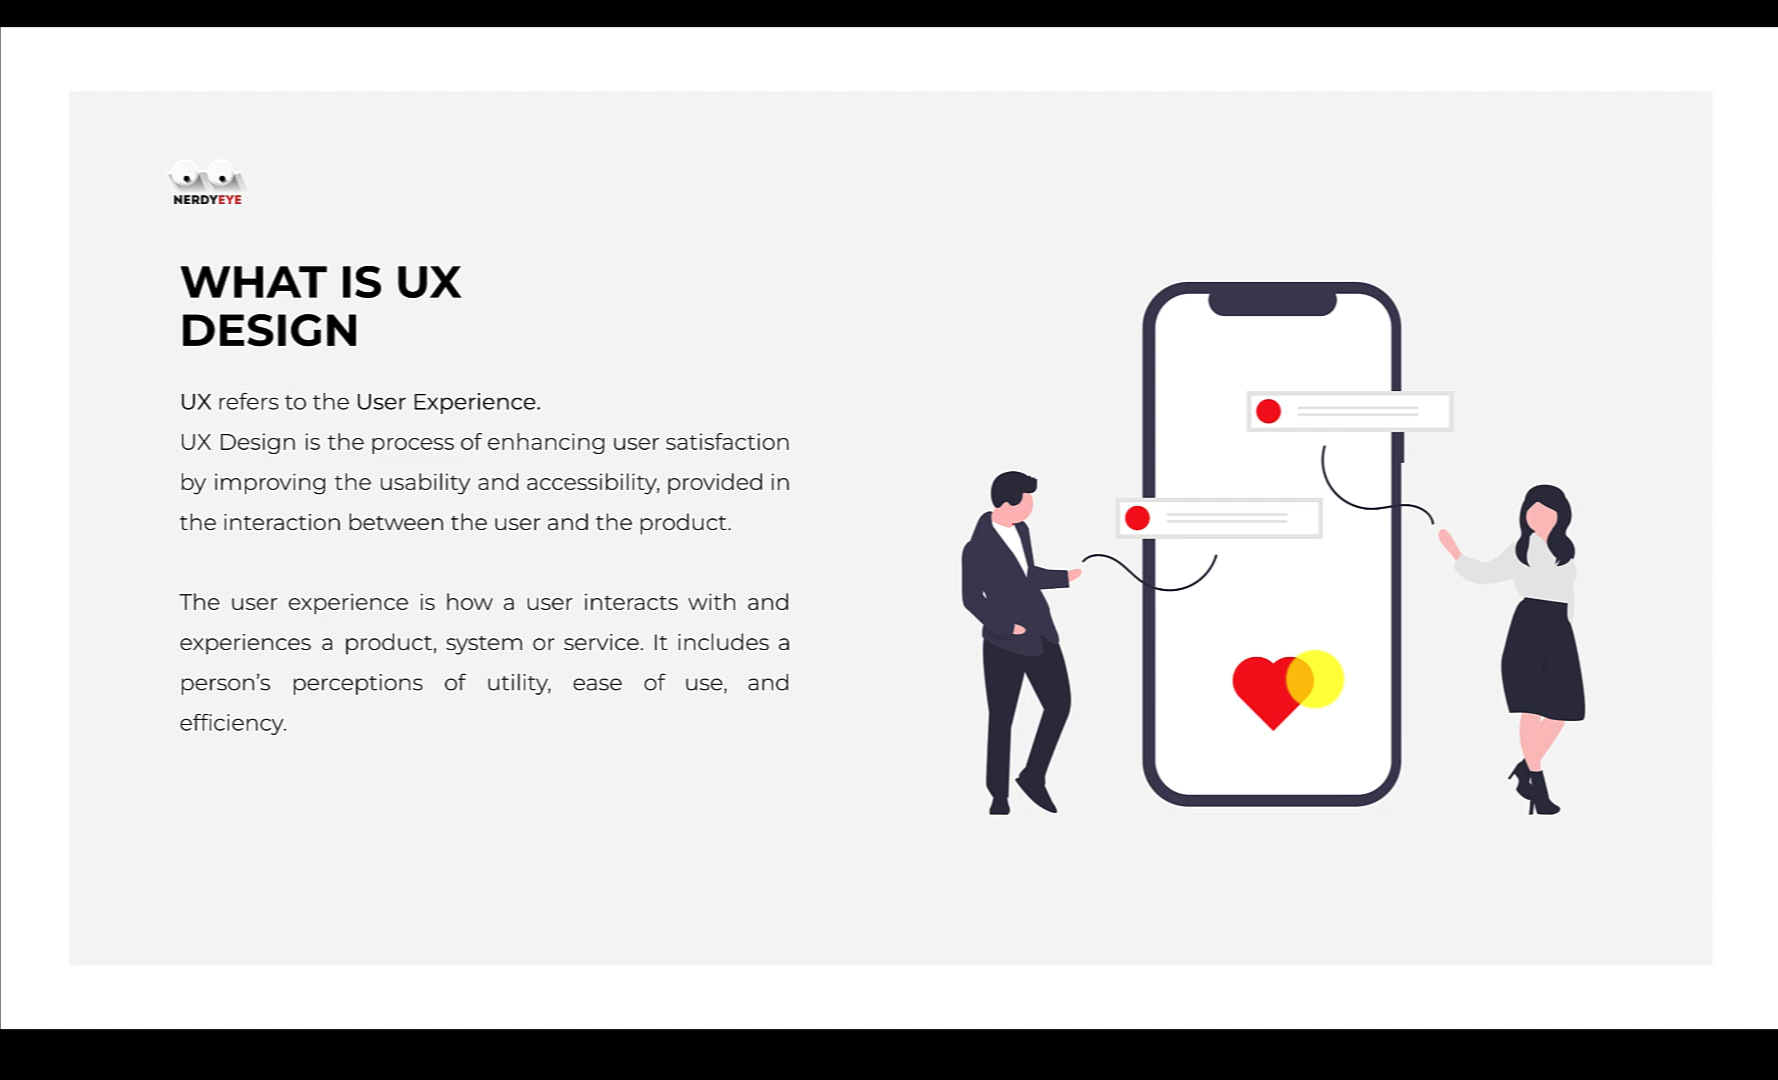 NERDYEYE
WHAT IS UX
DESIGN
UX refers to the User Experience.
UX Design is the process of enhancing user satisfaction
by improving the usability and accessibility, provided in
the interaction between the user and the product.
The user experience is how a user interacts with and
experiences a product, system or service. It includes a
person’s perceptions of utility, ease of use, and
efficiency.